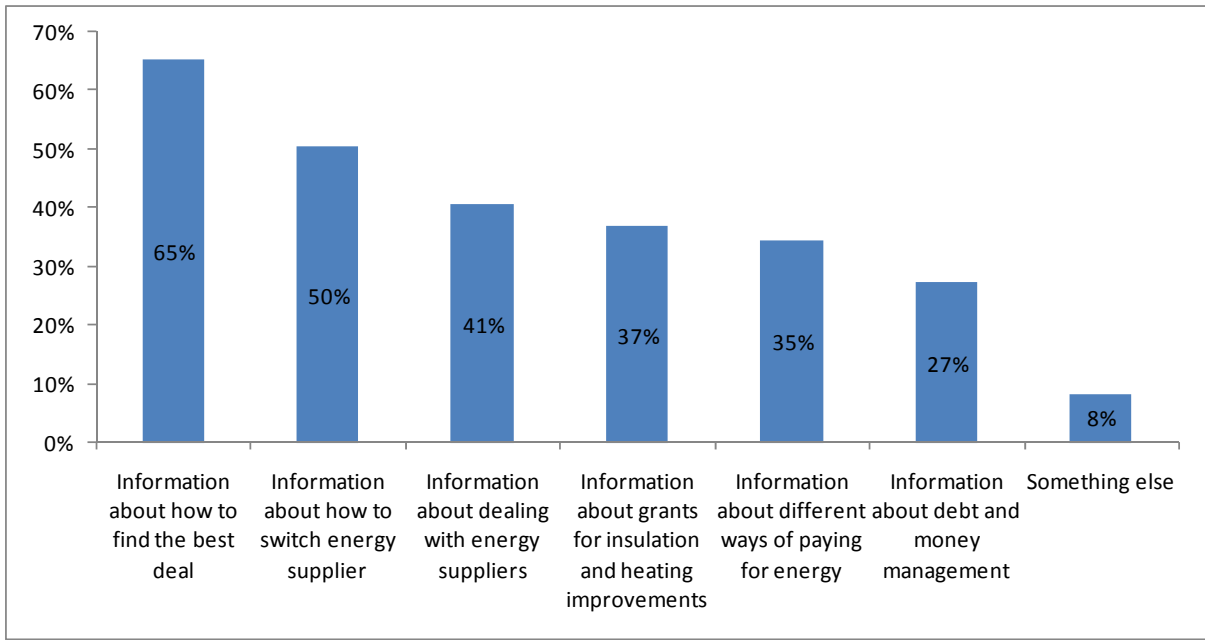 70%
60%
50%
40%
30%
20%
10%
0%
65%
50%
41%
37%
35%
27%
8%
Information
about how to
find the best
deal
Information
about how to
switch energy
supplier
Information
about dealing
with energy
suppliers
Information
about grants
for insulation
and heating
improvements
Information
about different
ways of paying
for energy
Information
about debt and
money
management
Something else